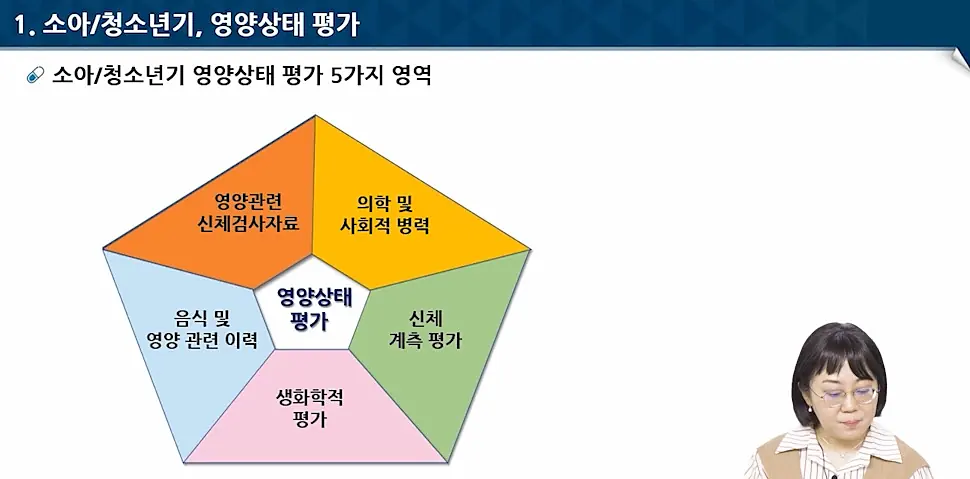 1. 소아/청소년기, 영양상태 평가
소아/청소년기 영양상태 평가 5가지 영역
영양관련
신체검사자료
의학 및
사회적 병력
영양상태
평가
음식 및
영양 관련 이력
신체
계측 평가
생화학적
평가